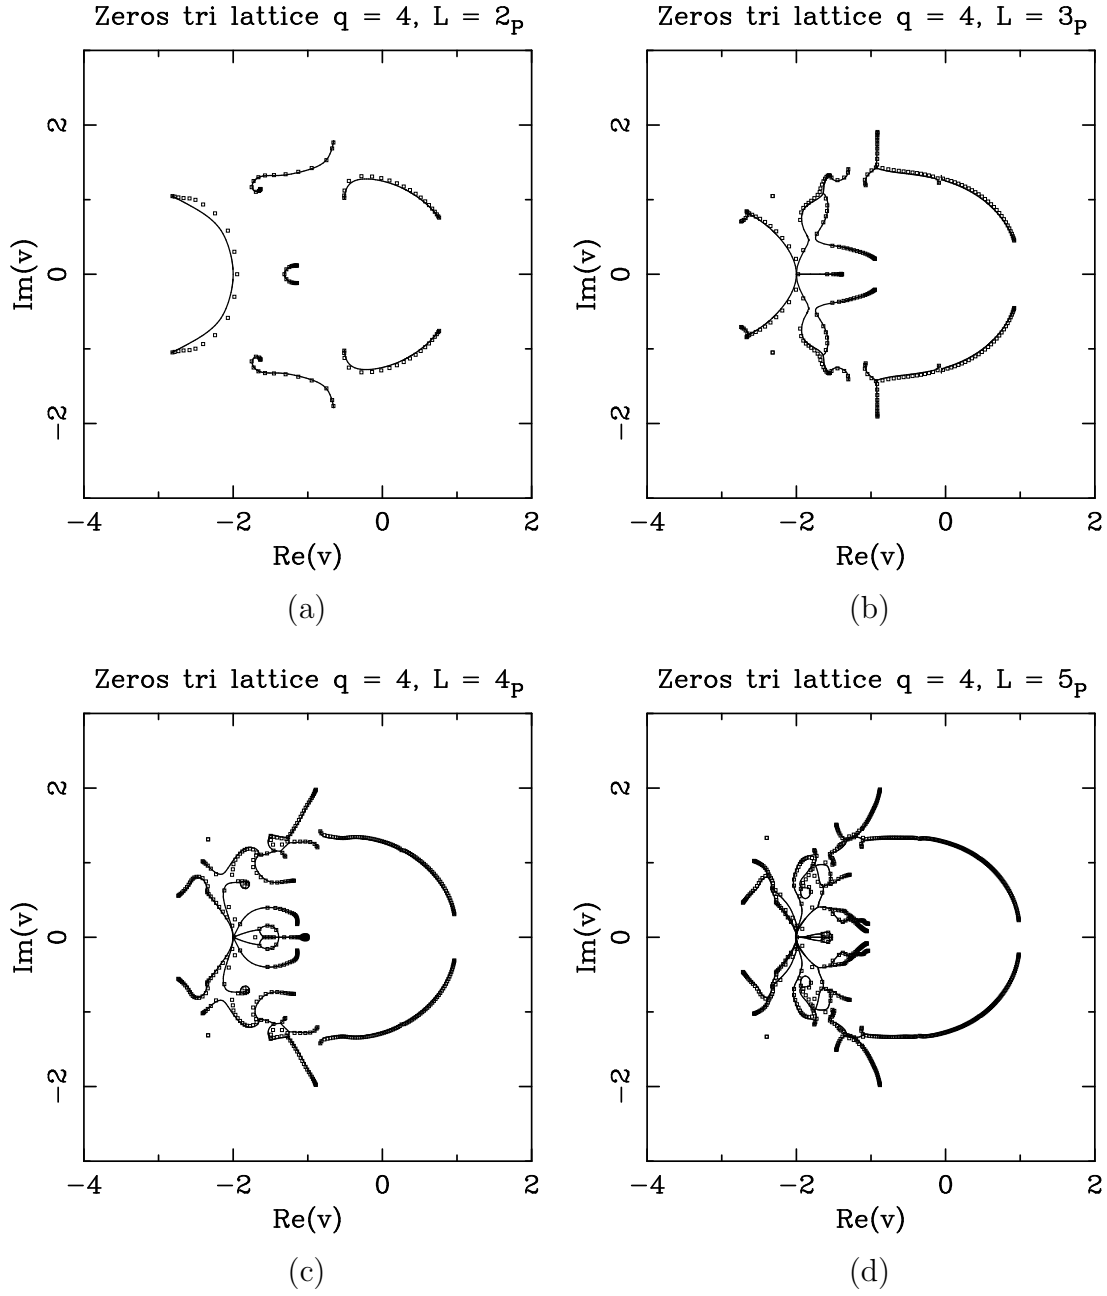 Zeros tri lattice q = 4, L = 2P
2
0
−2
Im(v)
−4 −2 0 2
Re(v)
(a)
Zeros tri lattice q = 4, L = 3P
2
0
−2
Im(v)
−4 −2 0 2
Re(v)
(b)
Zeros tri lattice q = 4, L = 4P
2
0
−2
Im(v)
−4 −2 0 2
Re(v)
(c)
Zeros tri lattice q = 4, L = 5P
2
0
−2
Im(v)
−4 −2 0 2
Re(v)
(d)